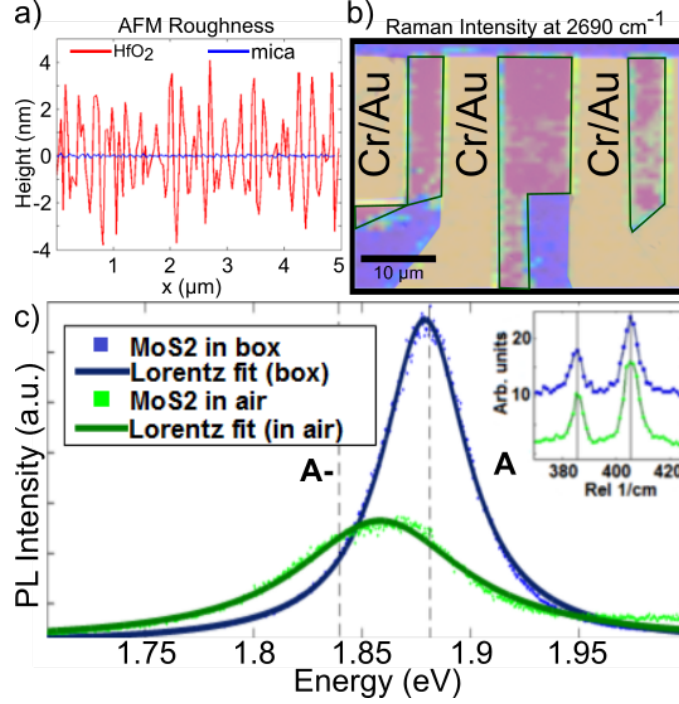 a)
AFM Roughness
HfO₂
mica
Height (nm)
4
2
0
-2
-4
1
2
3
4
5
x (μm)
b)
Raman Intensity at 2690 cm⁻¹
Cr/Au
Cr/Au
Cr/Au
10 μm
c)
MoS2 in box
Lorentz fit (box)
MoS2 in air
Lorentz fit (in air)
A-
A
PL Intensity (a.u.)
1.75
1.8
1.85
1.9
1.95
Energy (eV)
Arb. units
20
10
380
400
420
Rel 1/cm